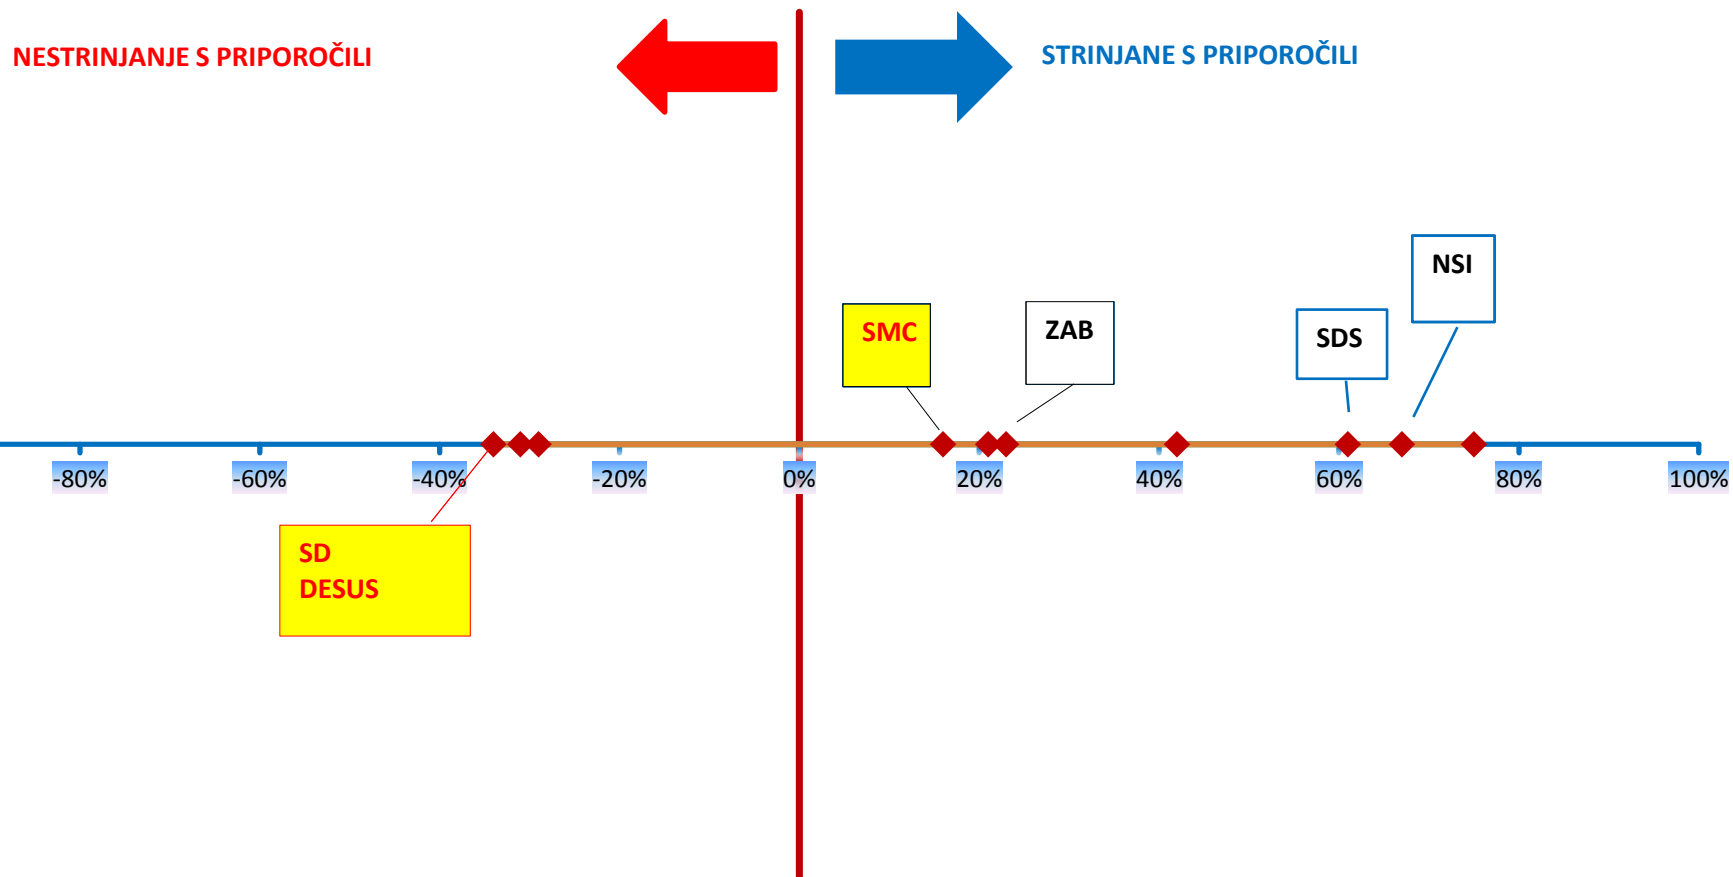 NESTRINJANJE S PRIPOROČILI
STRINJANE S PRIPOROČILI
NSI
SMC
ZAB
SDS
-80%
-60%
-40%
-20%
0%
20%
40%
60%
80%
100%
SD
DESUS